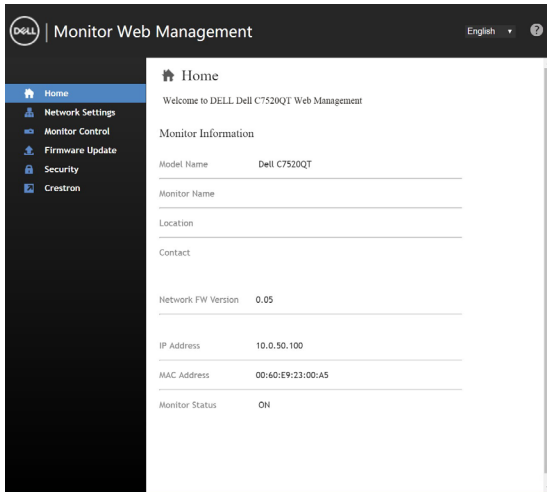 DELL | Monitor Web Management
English ▼ ?
Home
Network Settings
Monitor Control
Firmware Update
Security
Crestron
Home
Welcome to DELL Dell C7520QT Web Management
Monitor Information
Model Name Dell C7520QT
Monitor Name
Location
Contact
Network FW Version 0.05
IP Address 10.0.50.100
MAC Address 00:60:E9:23:00:A5
Monitor Status ON